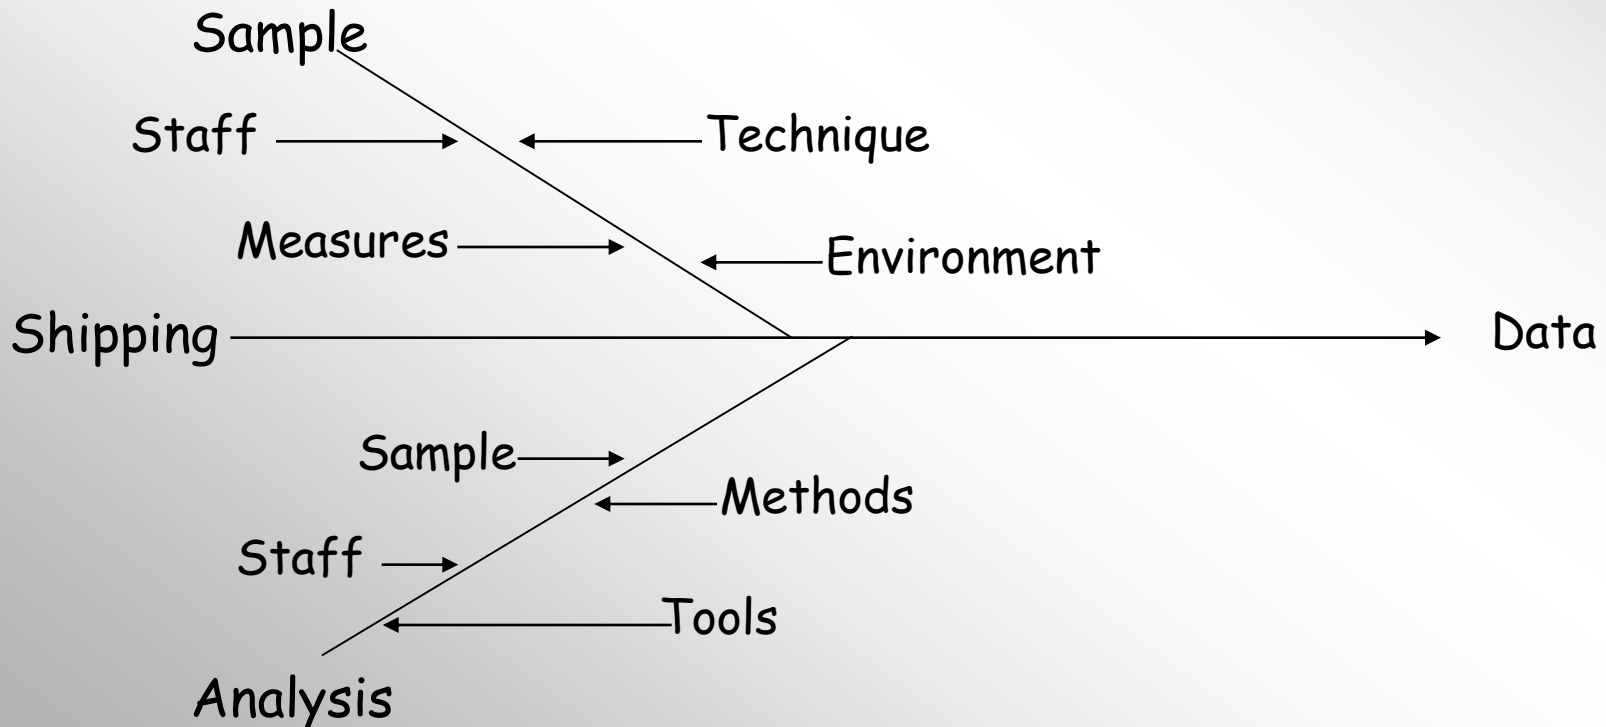 Sample
Staff
Technique
Measures
Environment
Shipping
Data
Sample
Methods
Staff
Tools
Analysis